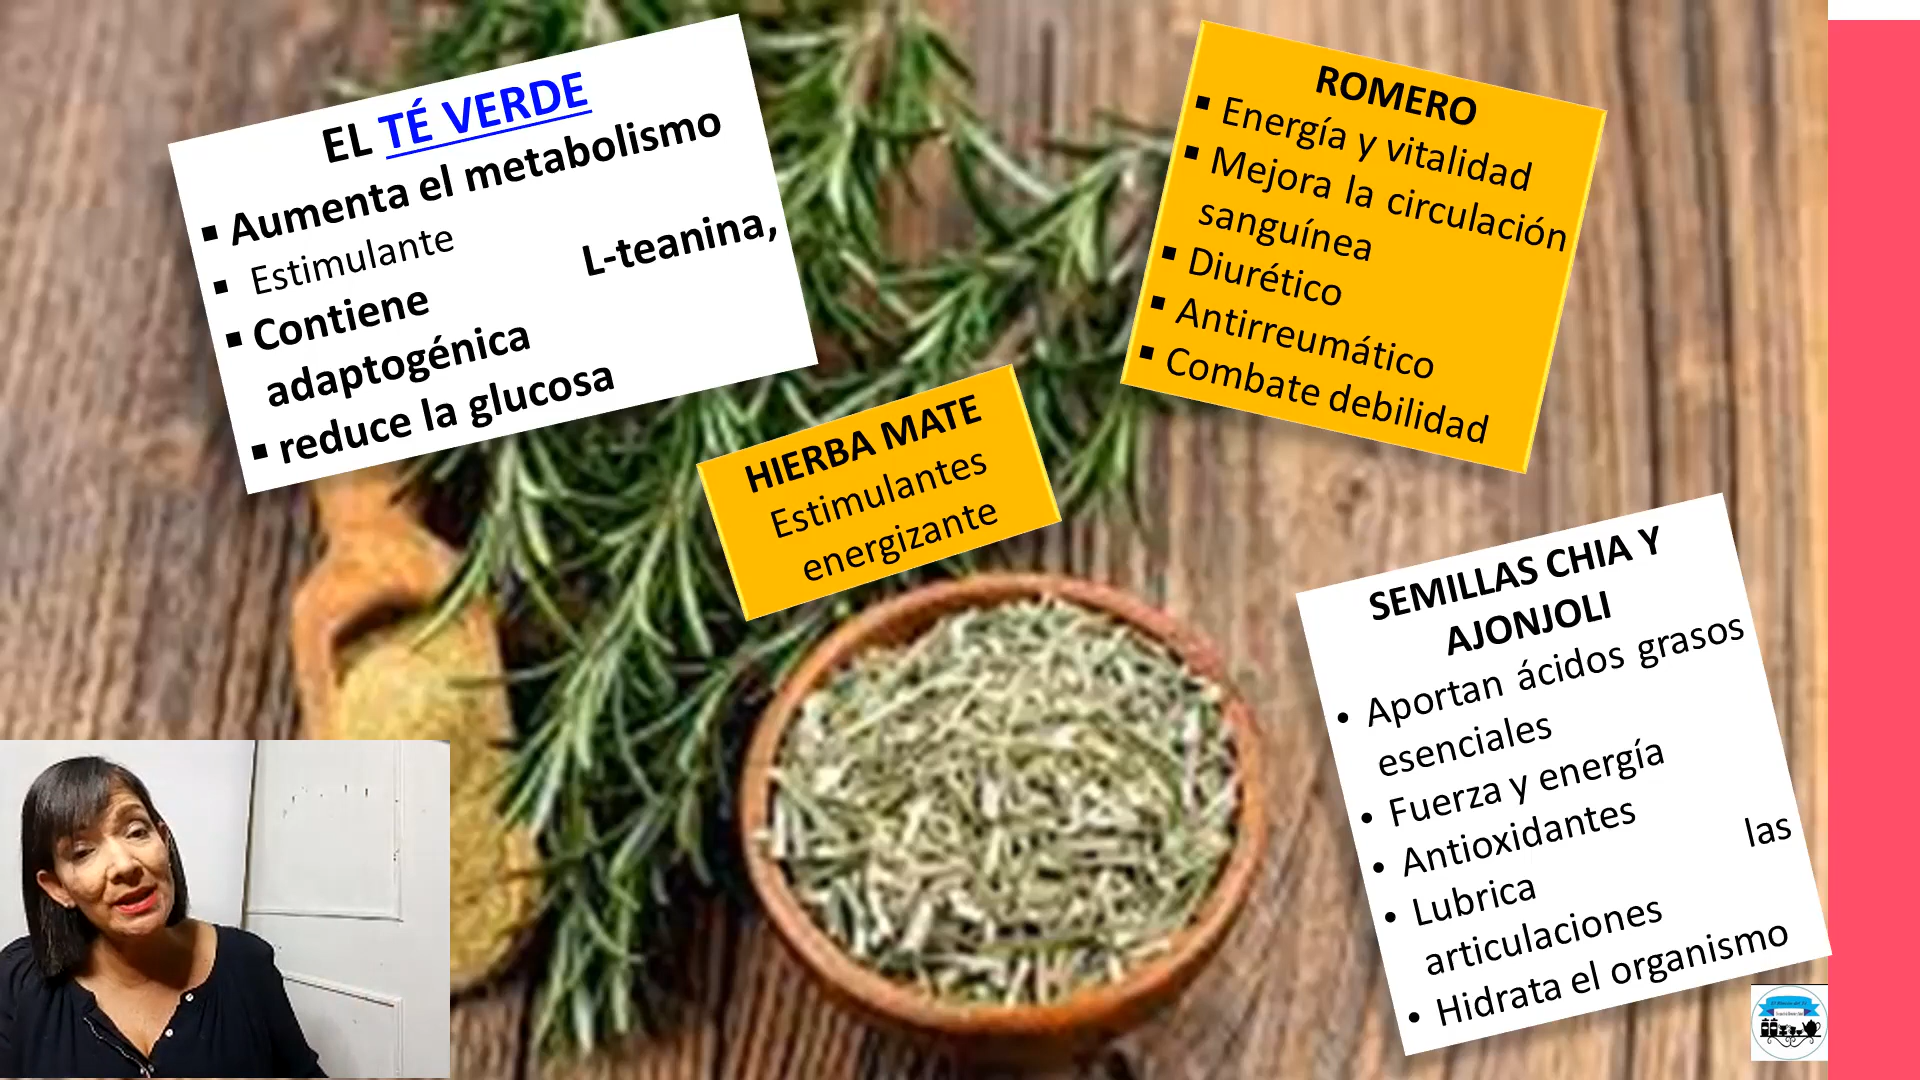 EL TÉ VERDE
▪ Aumenta el metabolismo
▪ Estimulante
▪ Contiene L-teanina,
adaptogénica
▪ reduce la glucosa
HIERBA MATE
Estimulantes
energizante
ROMERO
▪ Energía y vitalidad
▪ Mejora la circulación
sanguínea
▪ Diurético
▪ Antirreumático
▪ Combate debilidad
SEMILLAS CHIA Y
AJONJOLI
• Aportan ácidos grasos
esenciales
• Fuerza y energía
• Antioxidantes
• Lubrica las
articulaciones
• Hidrata el organismo